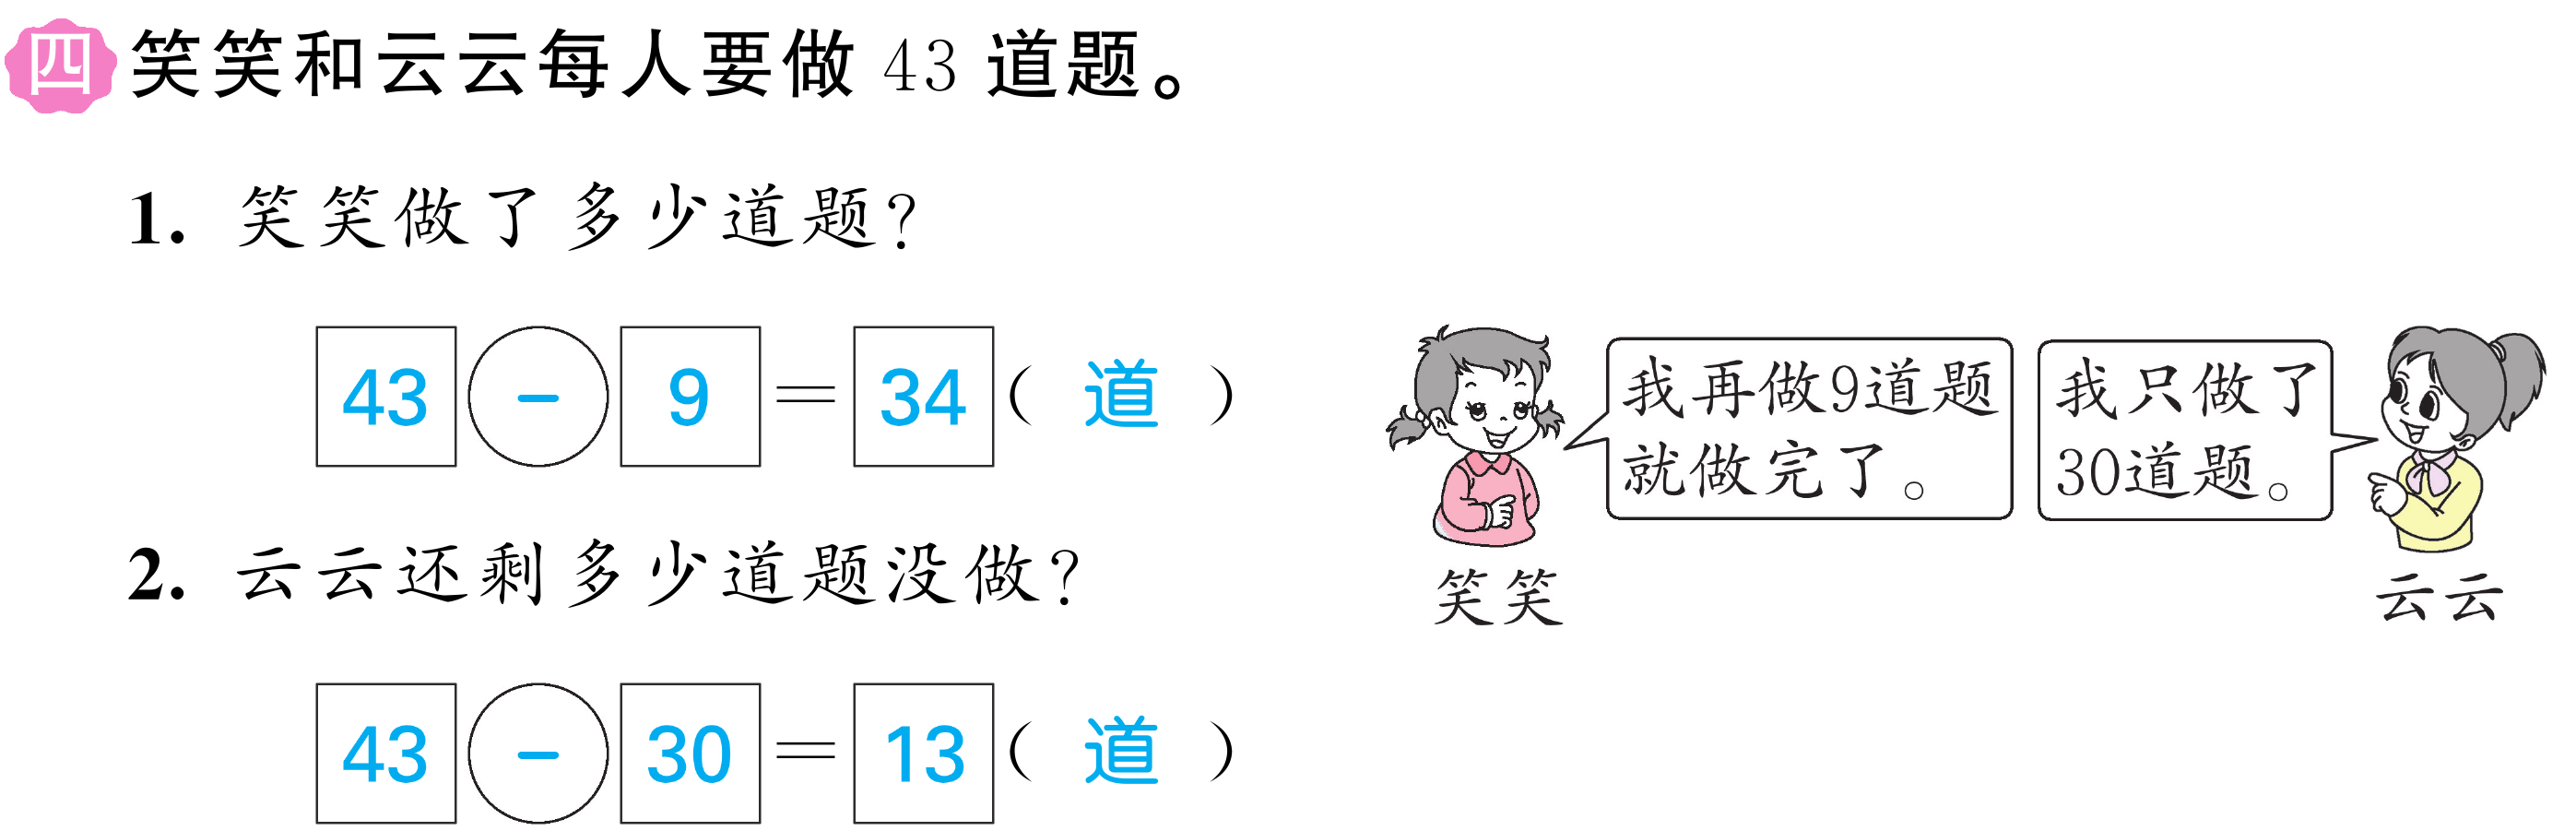 四 笑笑和云云每人要做 43 道题。
1. 笑笑做了多少道题?
43 - 9 = 34 ( 道 )
我再做9道题
就做完了。
我只做了
30道题。
笑笑
云云
2. 云云还剩多少道题没做?
43 - 30 = 13 ( 道 )